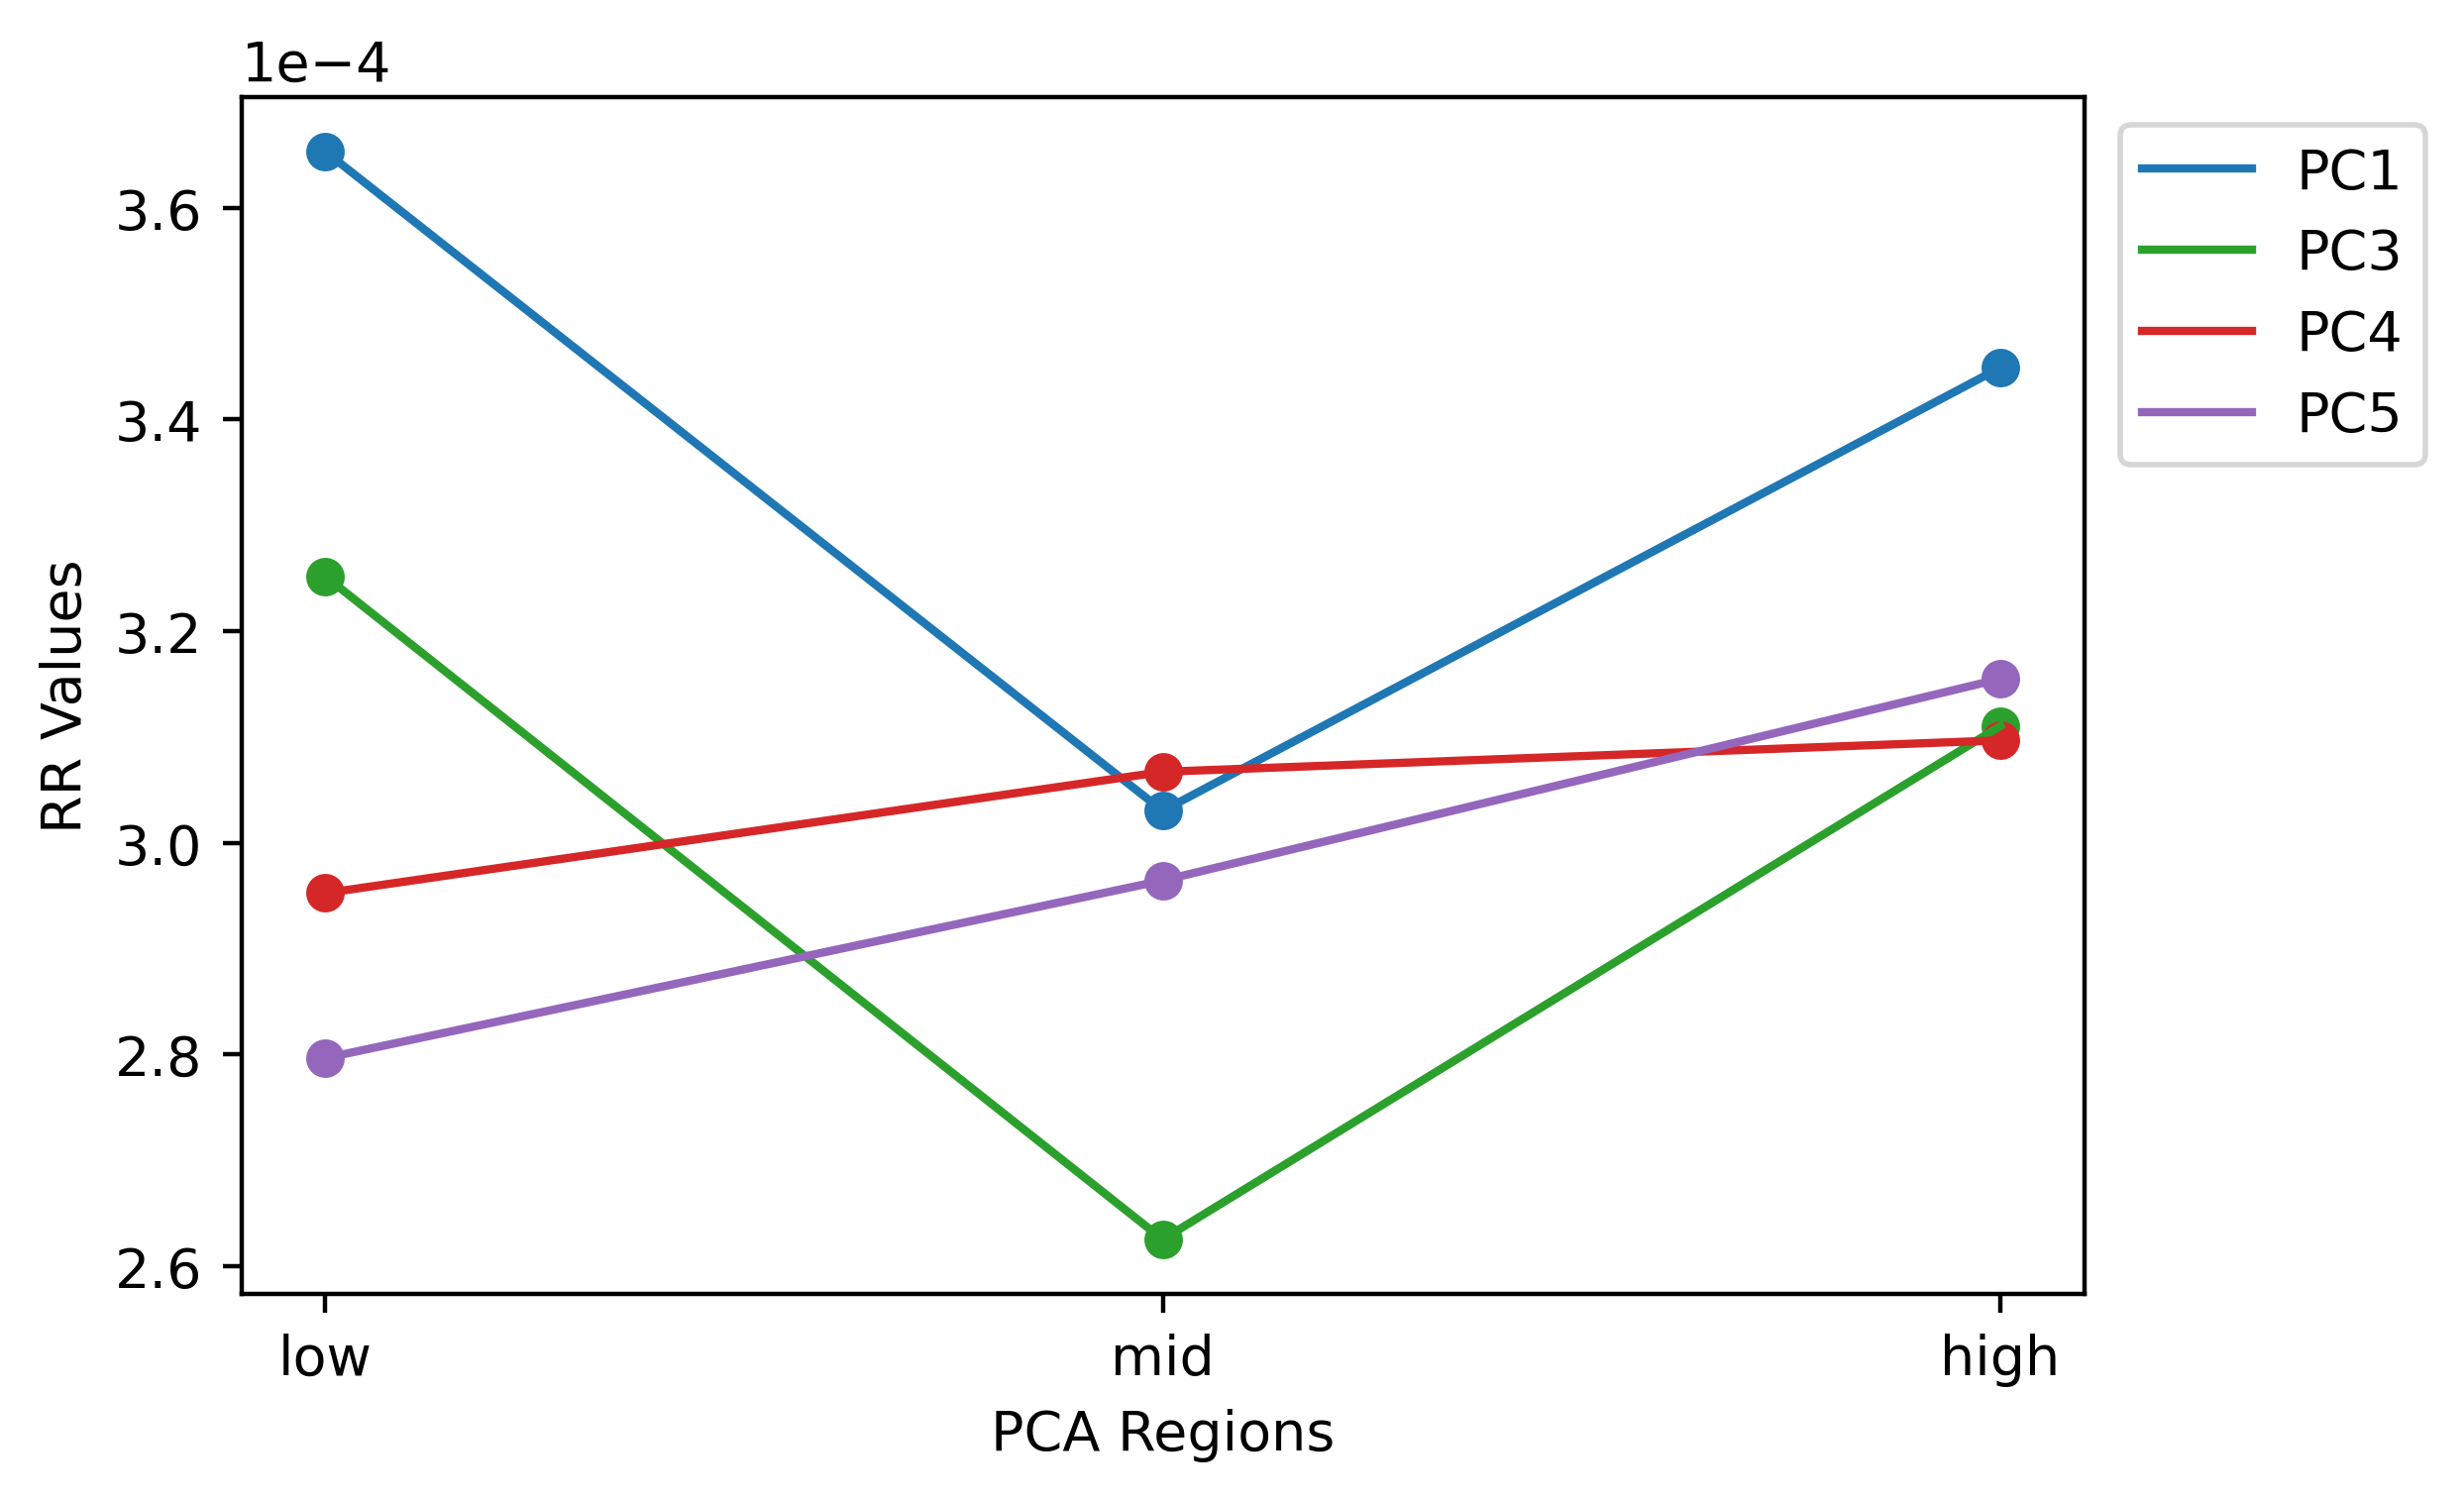 1e−4
3.6
3.4
3.2
3.0
2.8
2.6
RR Values
low
mid
high
PCA Regions
PC1
PC3
PC4
PC5